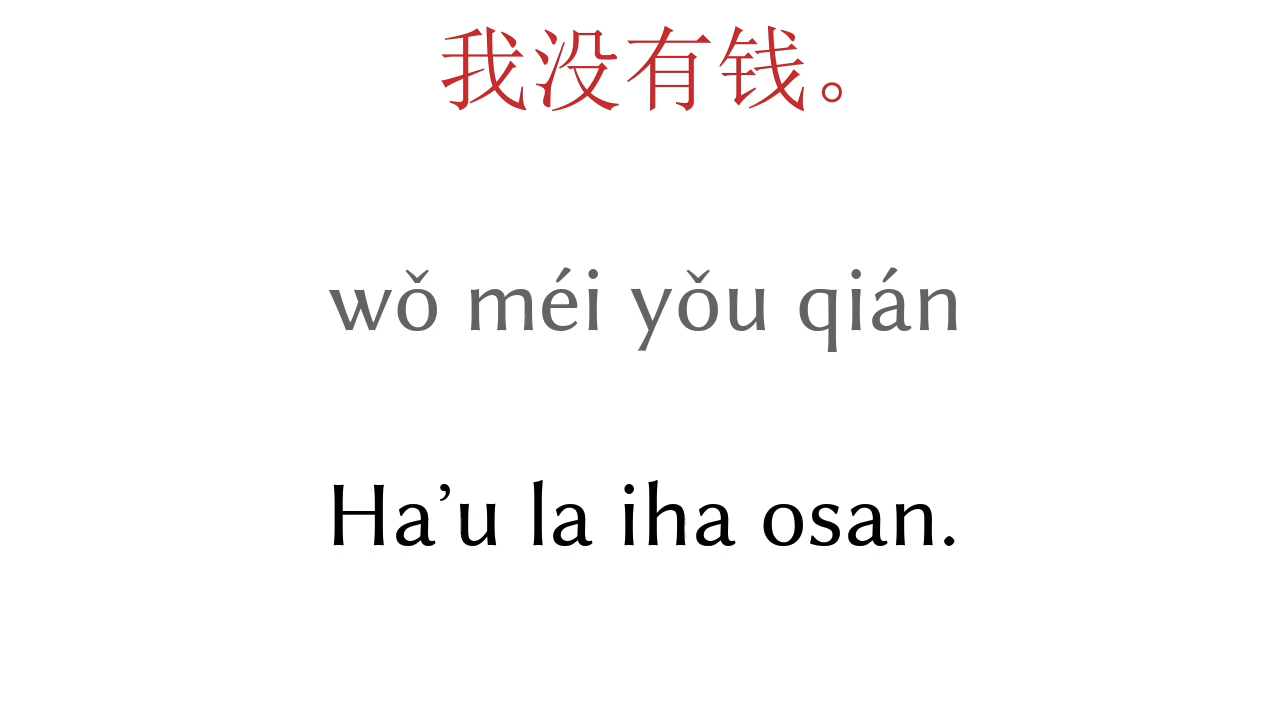 我没有钱。
wǒ méi yǒu qián
Ha’u la iha osan.